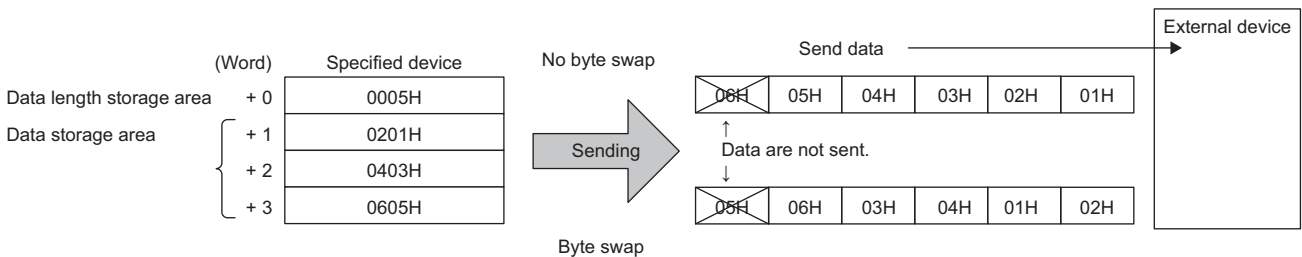 External device
Send data
(Word) Specified device No byte swap
Data length storage area + 0 0005H 06H 05H 04H 03H 02H 01H
Data storage area + 1 0201H
Sending Data are not sent.
+ 2 0403H
+ 3 0605H 05H 06H 03H 04H 01H 02H
Byte swap